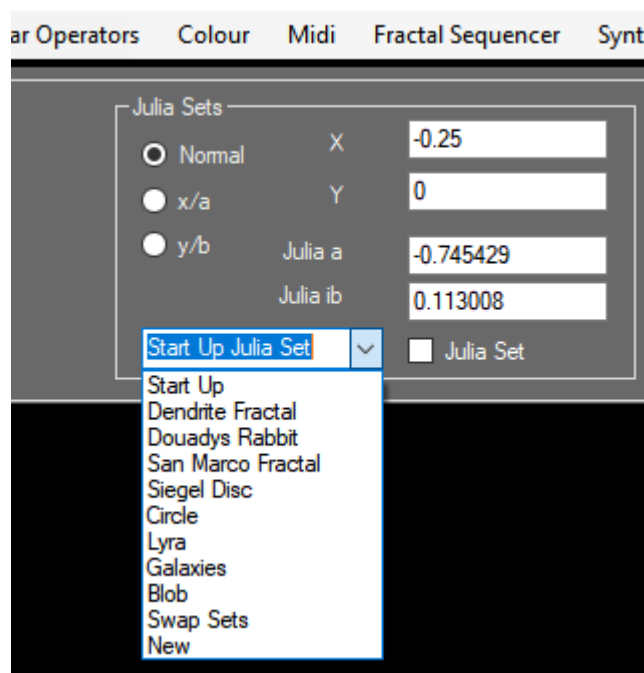 ar Operators Colour Midi Fractal Sequencer Synt
Julia Sets
Normal X -0.25
x/a Y 0
y/b Julia a -0.745429
Julia ib 0.113008
Start Up Julia Set Julia Set
Start Up
Dendrite Fractal
Douadys Rabbit
San Marco Fractal
Siegel Disc
Circle
Lyra
Galaxies
Blob
Swap Sets
New